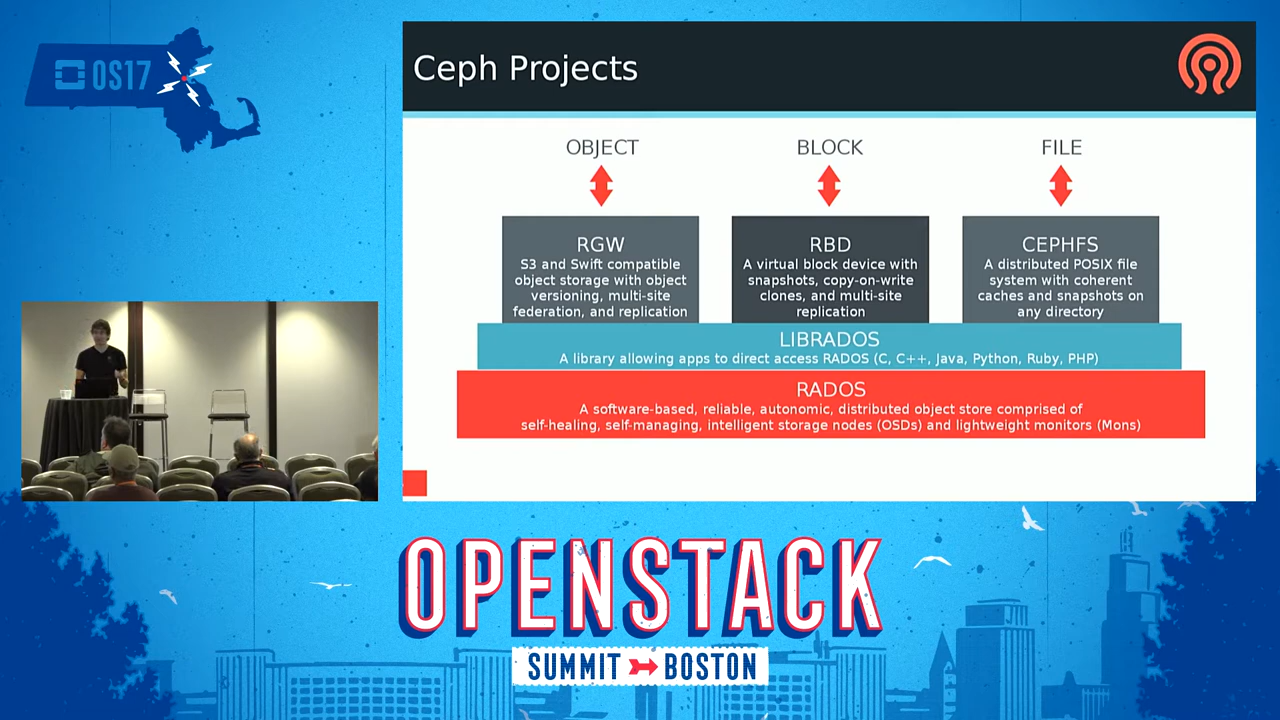 OS17
Ceph Projects
OBJECT
BLOCK
FILE
RGW
S3 and Swift compatible
object storage with object
versioning, multi-site
federation, and replication
RBD
A virtual block device with
snapshots, copy-on-write
clones, and multi-site
replication
CEPHFS
A distributed POSIX file
system with coherent
caches and snapshots on
any directory
LIBRADOS
A library allowing apps to direct access RADOS (C, C++, Java, Python, Ruby, PHP)
RADOS
A software-based, reliable, autonomic, distributed object store comprised of
self-healing, self-managing, intelligent storage nodes (OSDs) and lightweight monitors (Mons)
OPENSTACK
SUMMIT BOSTON